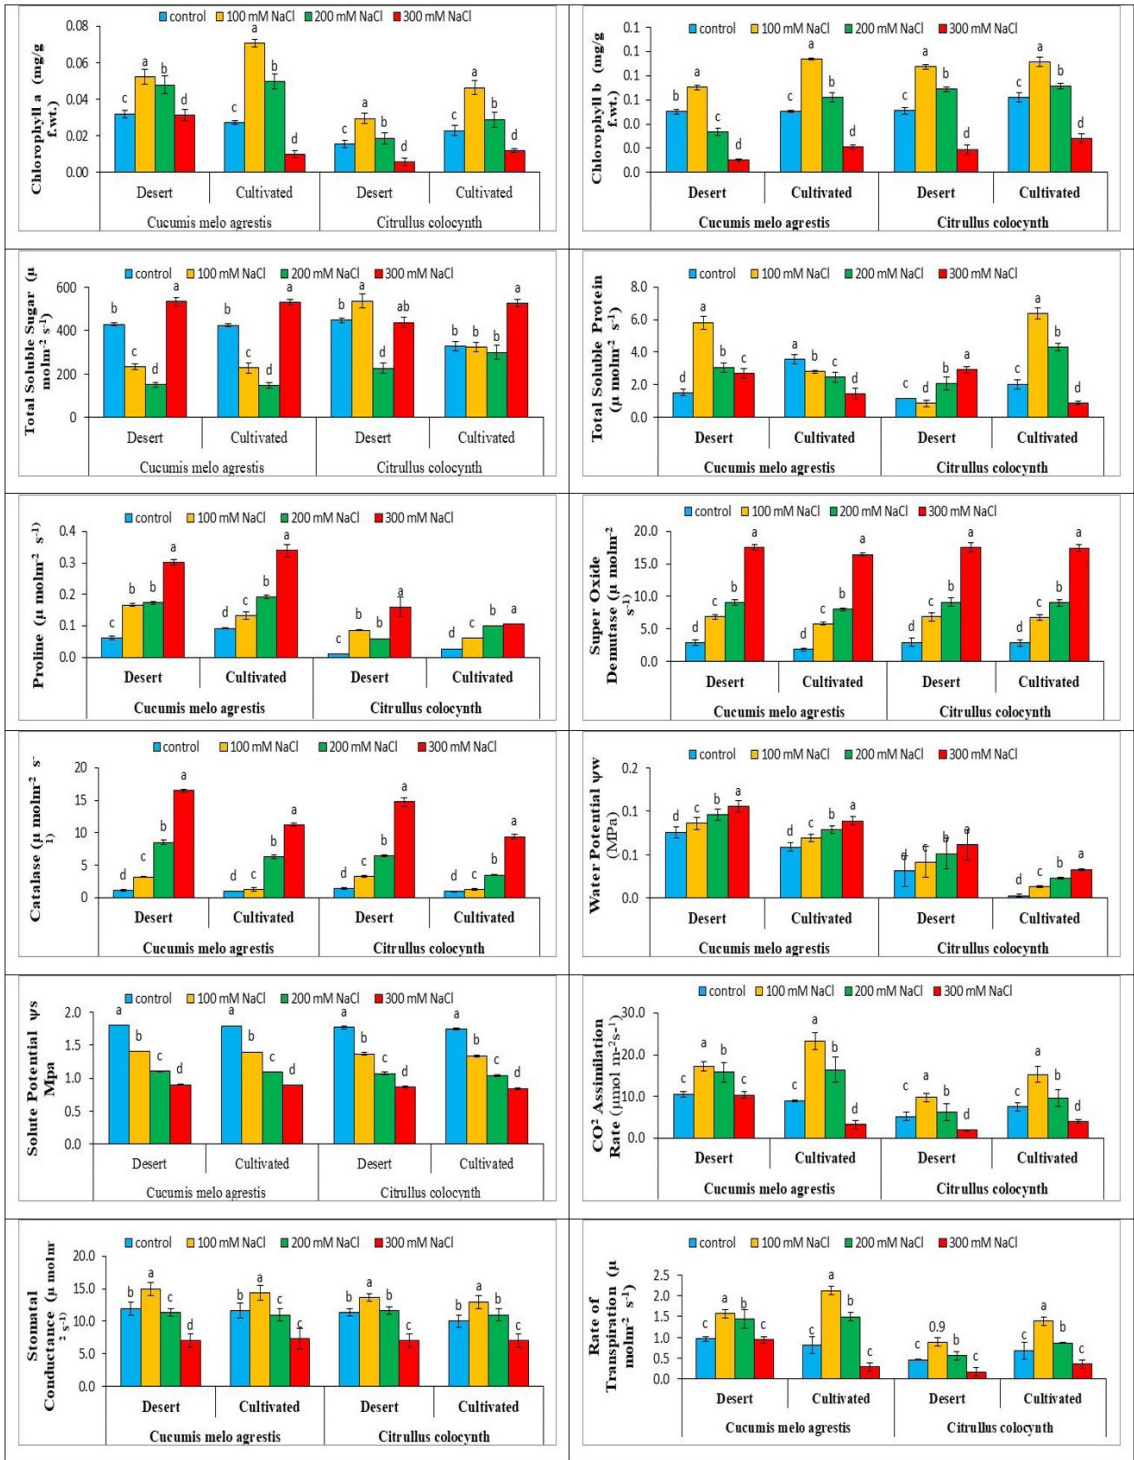 control 100 mM NaCl 200 mM NaCl 300 mM NaCl
Chlorophyll a (mg/g
f.wt.)
0.08
0.06
0.04
0.02
0.00
c a b d c a b d c a b d c a b d
Desert Cultivated Desert Cultivated
Cucumis melo agrestis Citrullus colocynth
control 100 mM NaCl 200 mM NaCl 300 mM NaCl
Chlorophyll b (mg/g
f.wt.)
0.1
0.1
0.1
0.1
0.0
0.0
0.0
b a c d c a b d c a b d c a b d
Desert Cultivated Desert Cultivated
Cucumis melo agrestis Citrullus colocynth
control 100 mM NaCl 200 mM NaCl 300 mM NaCl
Total Soluble Sugar (µ
molm⁻² s⁻¹)
600
400
200
0
b c d a b c d a b a d ab b b b a
Desert Cultivated Desert Cultivated
Cucumis melo agrestis Citrullus colocynth
control 100 mM NaCl 200 mM NaCl 300 mM NaCl
Total Soluble Protein
(µ molm⁻² s⁻¹)
8.0
6.0
4.0
2.0
0.0
d a b c a b c d c d b a c a b d
Desert Cultivated Desert Cultivated
Cucumis melo agrestis Citrullus colocynth
control 100 mM NaCl 200 mM NaCl 300 mM NaCl
Proline (µ molm⁻² s⁻¹)
0.4
0.3
0.2
0.1
0.0
c b b a d c b a c b b a d c b a
Desert Cultivated Desert Cultivated
Cucumis melo agrestis Citrullus colocynth
control 100 mM NaCl 200 mM NaCl 300 mM NaCl
Super Oxide
Demutase (µ molm⁻²
s⁻¹)
20.0
15.0
10.0
5.0
0.0
d c b a d c b a d c b a d c b a
Desert Cultivated Desert Cultivated
Cucumis melo agrestis Citrullus colocynth
control 100 mM NaCl 200 mM NaCl 300 mM NaCl
Catalase (µ molm⁻² s⁻
¹)
20
15
10
5
0
d c b a d c b a d c b a d c b a
Desert Cultivated Desert Cultivated
Cucumis melo agrestis Citrullus colocynth
control 100 mM NaCl 200 mM NaCl 300 mM NaCl
Water Potential ψw
(MPa)
0.2
0.1
0.1
0.0
d c b a d c b a d c b a d c b a
Desert Cultivated Desert Cultivated
Cucumis melo agrestis Citrullus colocynth
control 100 mM NaCl 200 mM NaCl 300 mM NaCl
Solute Potential ψs
Mpa
2.0
1.5
1.0
0.5
0.0
a b c d a b c d a b c d a b c d
Desert Cultivated Desert Cultivated
Cucumis melo agrestis Citrullus colocynth
control 100 mM NaCl 200 mM NaCl 300 mM NaCl
CO² Assimilation
Rate (µmol m-²s-¹)
30.0
20.0
10.0
0.0
c a b c c a b d c a b d c a b d
Desert Cultivated Desert Cultivated
Cucumis melo agrestis Citrullus colocynth
control 100 mM NaCl 200 mM NaCl 300 mM NaCl
Stomatal
Conductance (µ molm⁻
² s⁻¹)
20.0
15.0
10.0
5.0
0.0
b a c d b a c c b a b c b a b c
Desert Cultivated Desert Cultivated
Cucumis melo agrestis Citrullus colocynth
control 100 mM NaCl 200 mM NaCl 300 mM NaCl
Rate of
Transpiration (µ
molm⁻² s⁻¹)
2.5
2.0
1.5
1.0
0.5
0.0
c a b c c a b c c 0.9 b c c a b c
Desert Cultivated Desert Cultivated
Cucumis melo agrestis Citrullus colocynth